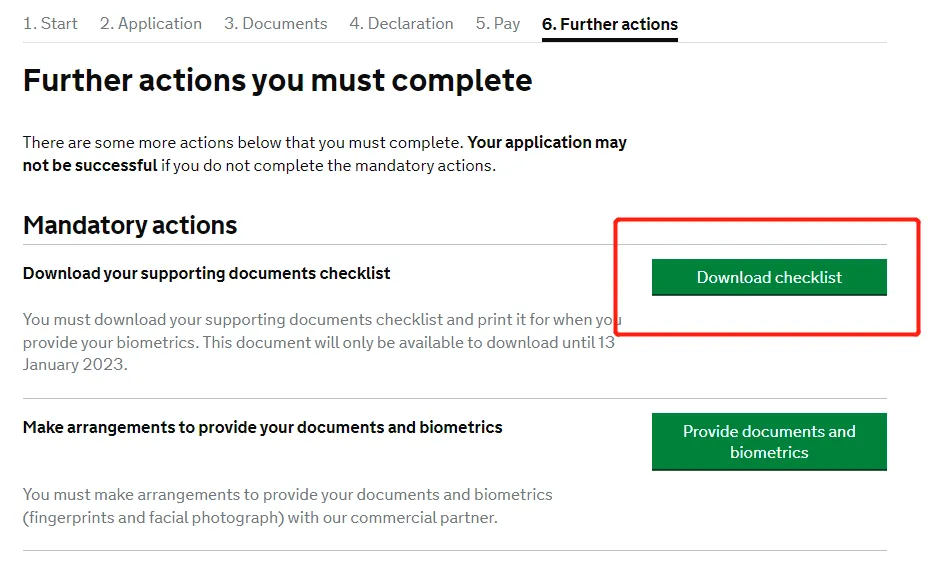 1. Start 2. Application 3. Documents 4. Declaration 5. Pay 6. Further actions
Further actions you must complete
There are some more actions below that you must complete. Your application may
not be successful if you do not complete the mandatory actions.
Mandatory actions
Download your supporting documents checklist
Download checklist
You must download your supporting documents checklist and print it for when you
provide your biometrics. This document will only be available to download until 13
January 2023.
Make arrangements to provide your documents and biometrics
Provide documents and
biometrics
You must make arrangements to provide your documents and biometrics
(fingerprints and facial photograph) with our commercial partner.